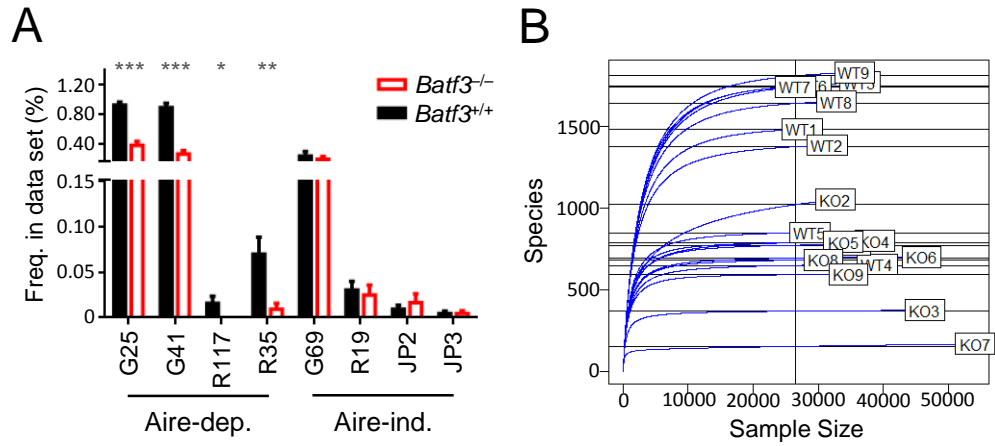 A
Freq. in data set (%)
1.20
0.80
0.40
0.15
0.10
0.05
0
*** *** * **
Batf3–/–
Batf3+/+
G25 G41 R117 R35 G69 R19 JP2 JP3
Aire-dep. Aire-ind.
B
Species
1500
1000
500
0
WT9
WT7
WT8
WT1
WT2
KO2
WT5
KO5
KO4
KO6
KO8
WT4
KO9
KO3
KO7
0 10000 20000 30000 40000 50000
Sample Size